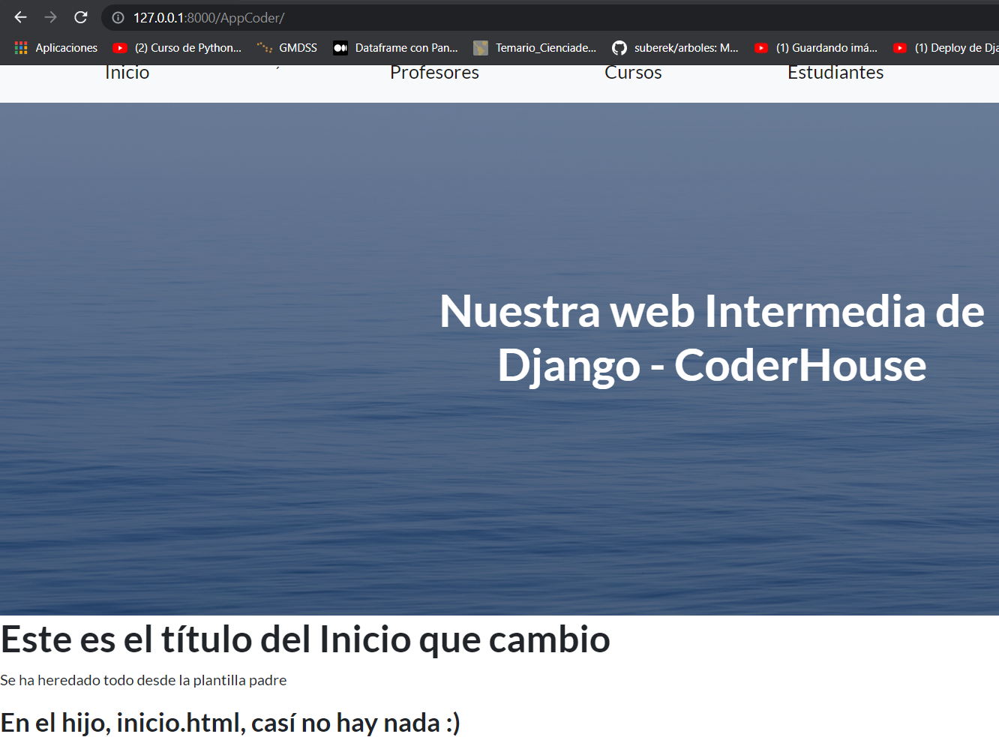 127.0.0.1:8000/AppCoder/
Aplicaciones (2) Curso de Python... GMDSS Dataframe con Pan... Temario_Cienciade... suberek/arboles: M... (1) Guardando imá... (1) Deploy de Dja
Inicio ´ Profesores Cursos Estudiantes
Nuestra web Intermedia de
Django - CoderHouse
Este es el título del Inicio que cambio
Se ha heredado todo desde la plantilla padre
En el hijo, inicio.html, casí no hay nada :)